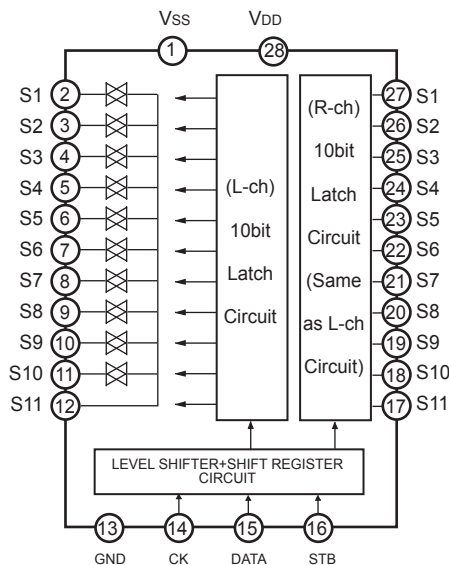 VSS VDD
1 28
S1 2 27 S1
S2 3 26 S2
S3 4 25 S3
S4 5 24 S4
S5 6 23 S5
S6 7 22 S6
S7 8 21 S7
S8 9 20 S8
S9 10 19 S9
S10 11 18 S10
S11 12 17 S11
(L-ch)
10bit
Latch
Circuit
(R-ch)
10bit
Latch
Circuit
(Same
as L-ch
Circuit)
LEVEL SHIFTER+SHIFT REGISTER
CIRCUIT
13 14 15 16
GND CK DATA STB